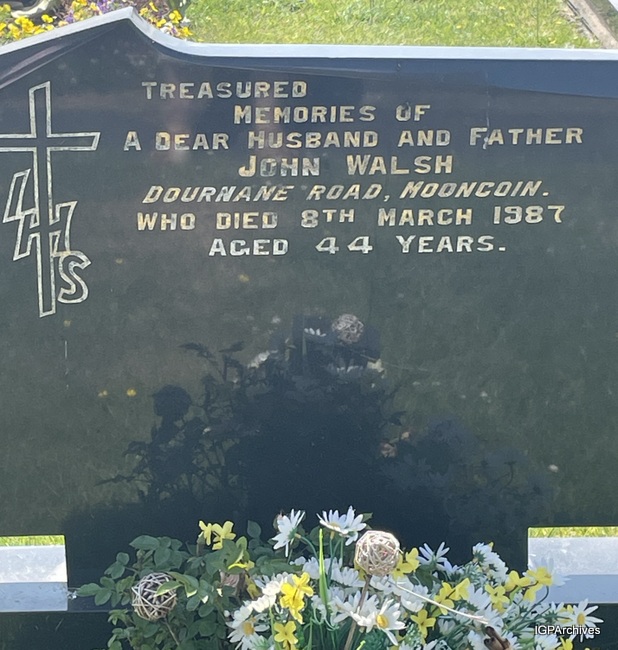 TREASURED
MEMORIES OF
A DEAR HUSBAND AND FATHER
JOHN WALSH
DOURNANE ROAD, MOONCOIN.
WHO DIED 8TH MARCH 1987
AGED 44 YEARS.
IHS
IGPArchives